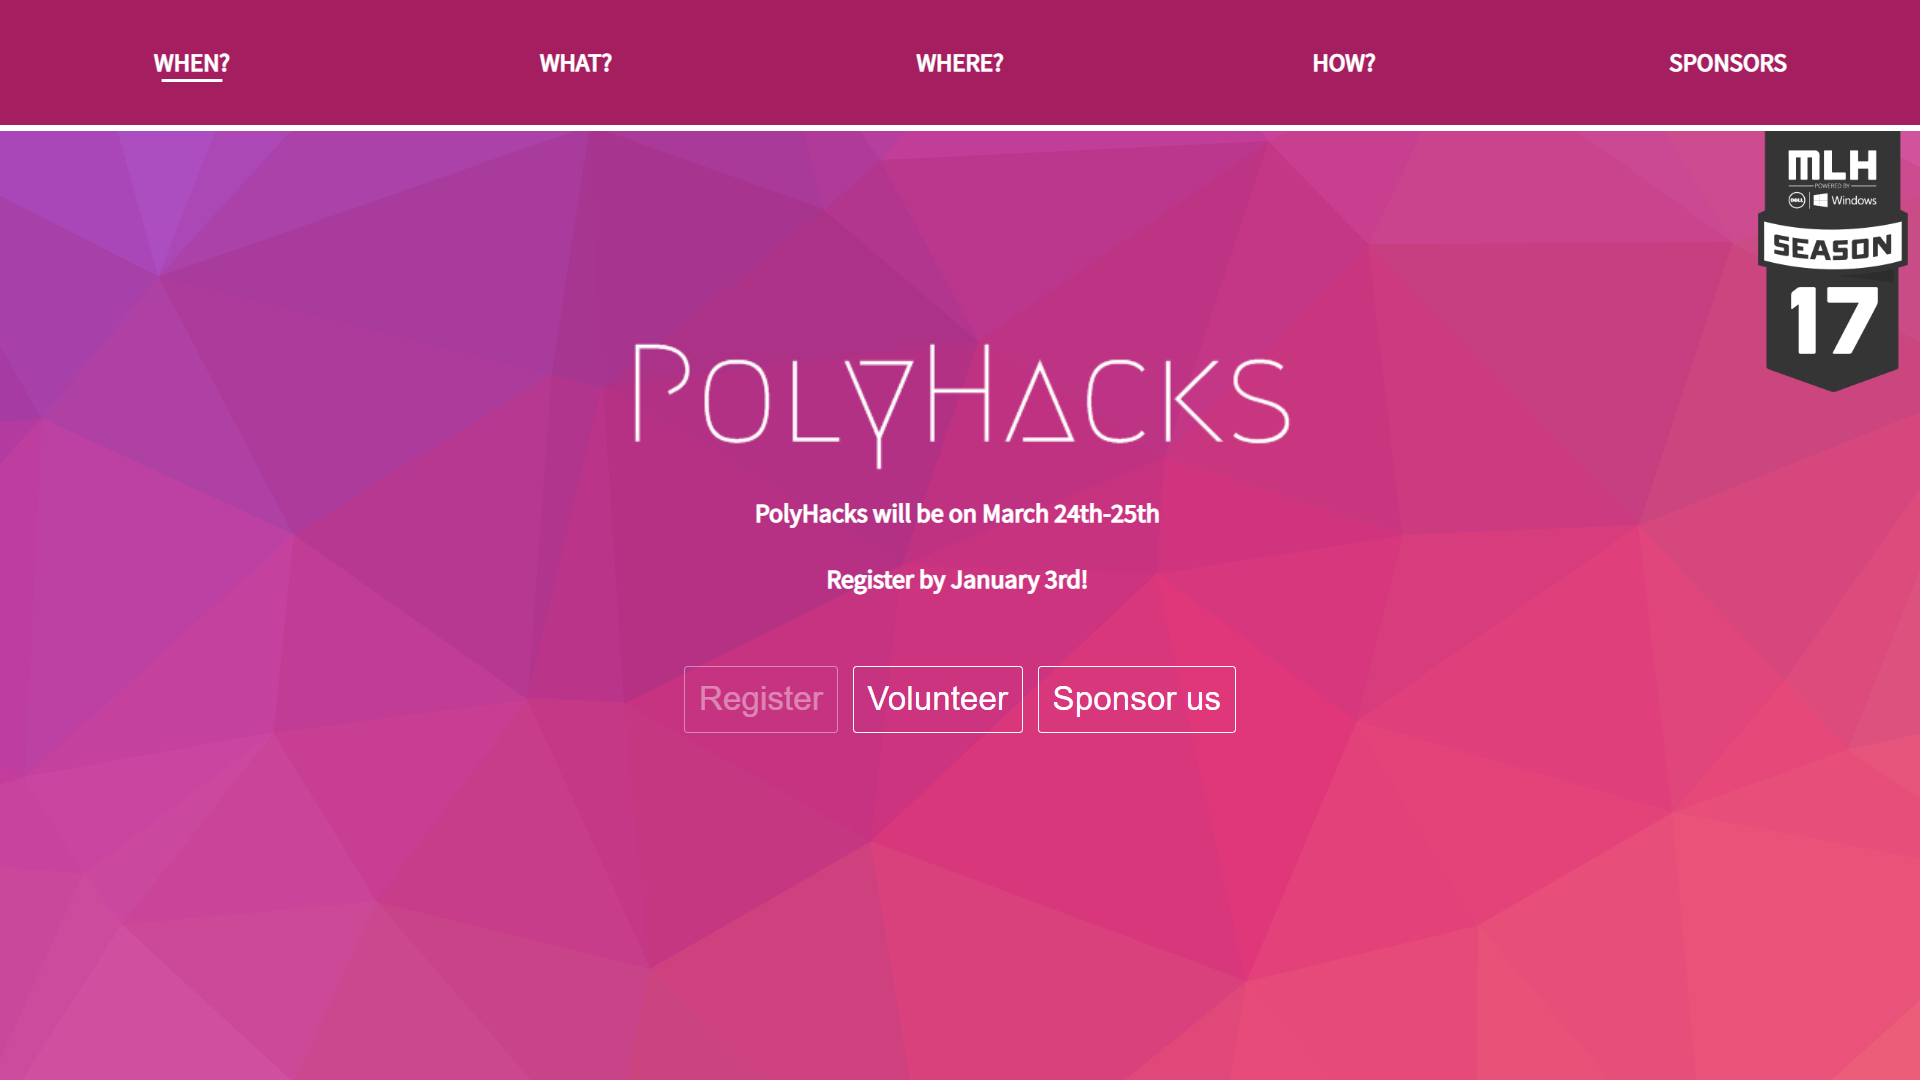 WHEN?
WHAT?
WHERE?
HOW?
SPONSORS
MLH
POWERED BY
DELL Windows
SEASON
17
PolyHacks
PolyHacks will be on March 24th-25th
Register by January 3rd!
Register
Volunteer
Sponsor us